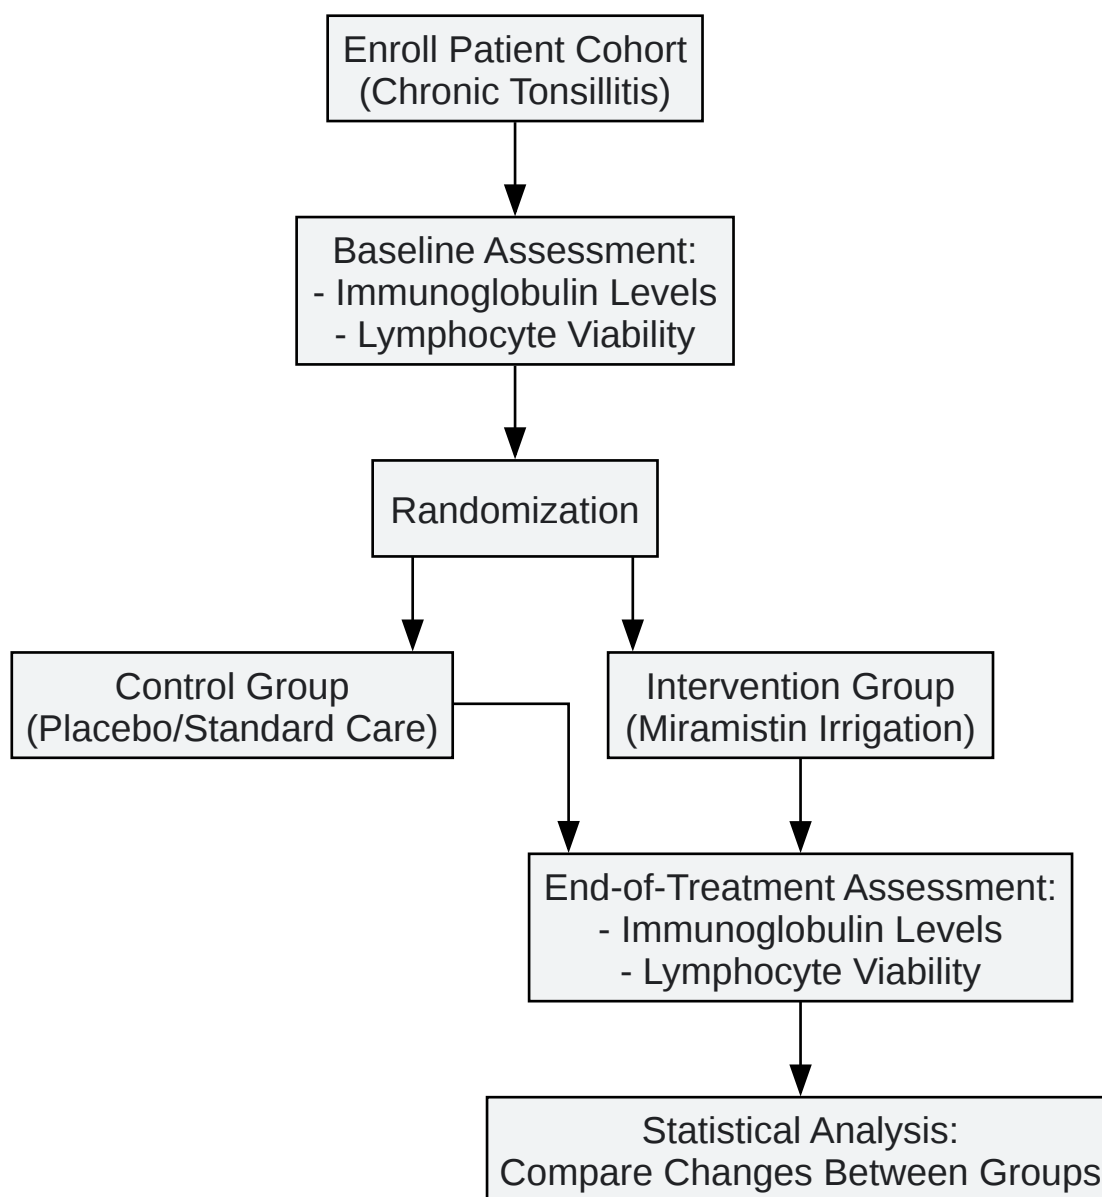 Enroll Patient Cohort
(Chronic Tonsillitis)
Baseline Assessment:
- Immunoglobulin Levels
- Lymphocyte Viability
Randomization
Control Group
(Placebo/Standard Care)
Intervention Group
(Miramistin Irrigation)
End-of-Treatment Assessment:
- Immunoglobulin Levels
- Lymphocyte Viability
Statistical Analysis:
Compare Changes Between Groups